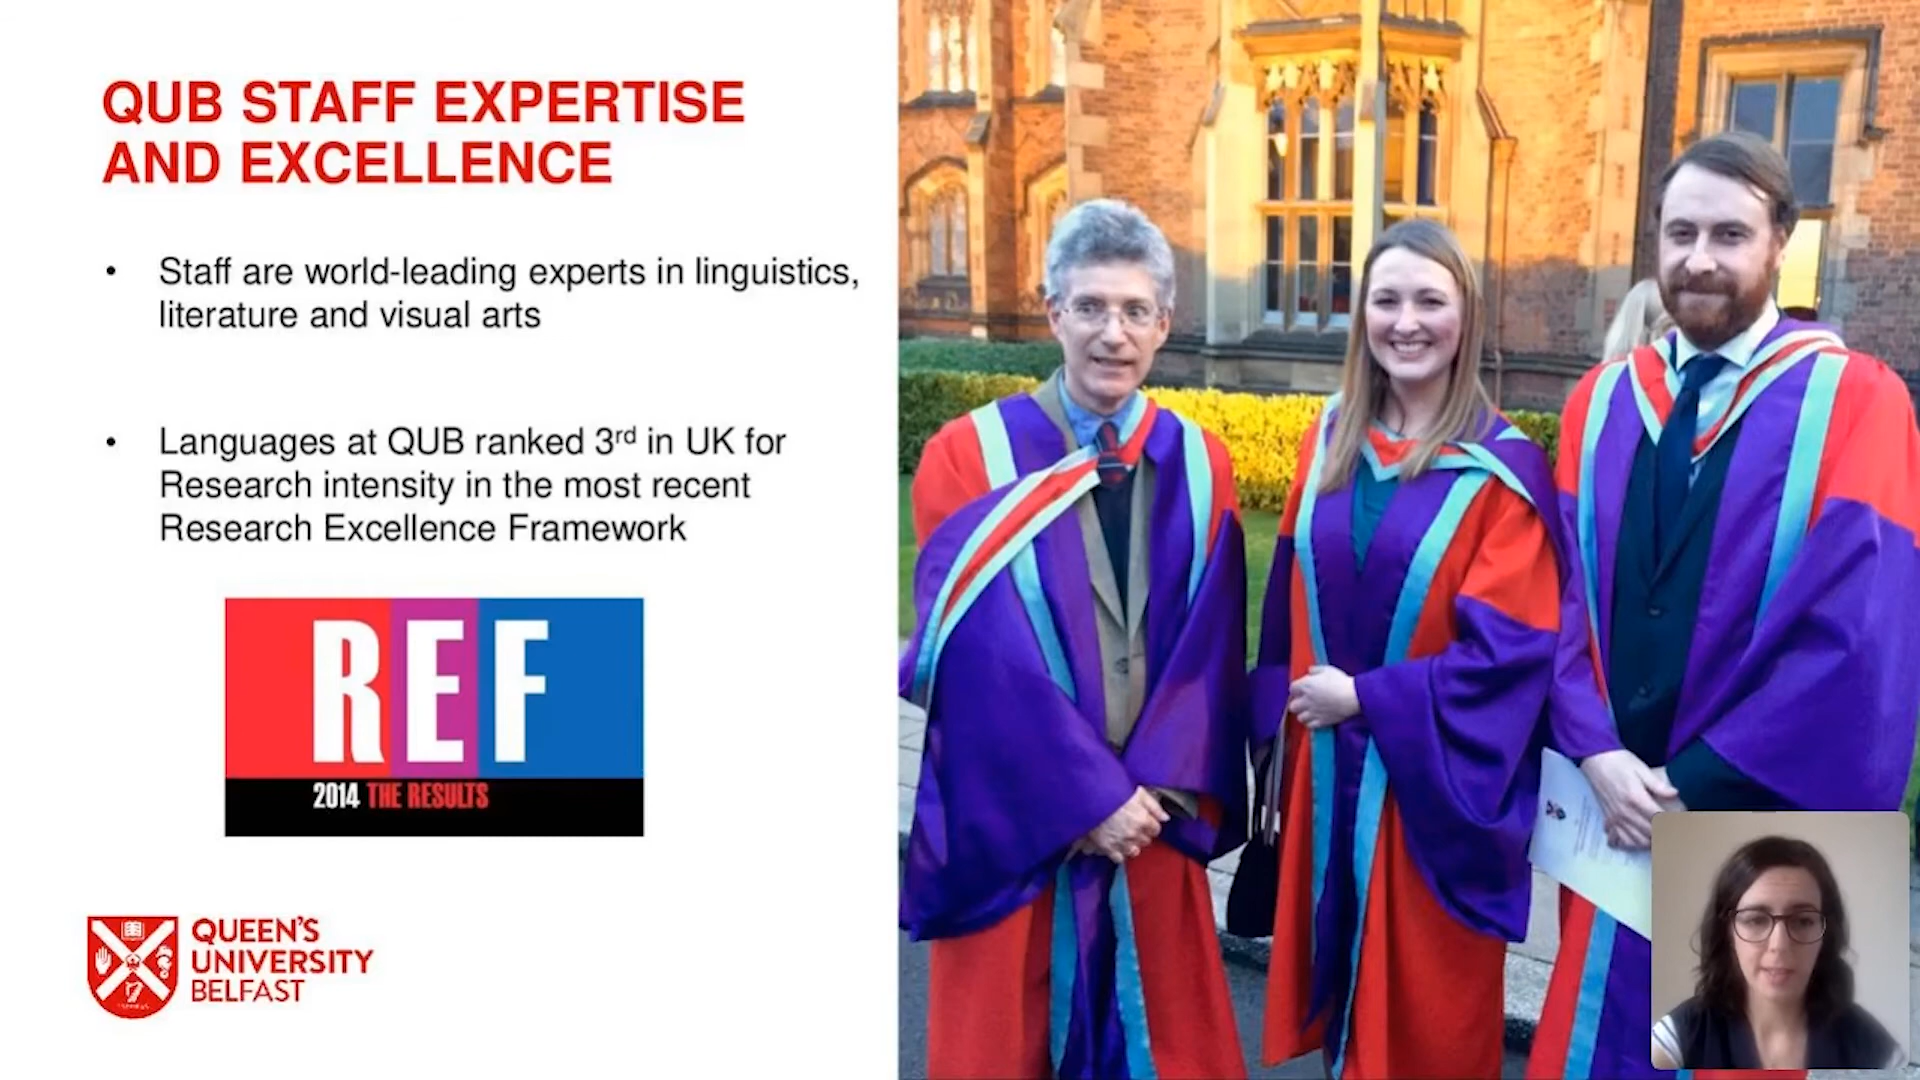 QUB STAFF EXPERTISE
AND EXCELLENCE
• Staff are world-leading experts in linguistics,
literature and visual arts
• Languages at QUB ranked 3rd in UK for
Research intensity in the most recent
Research Excellence Framework
REF
2014 THE RESULTS
QUEEN'S
UNIVERSITY
BELFAST